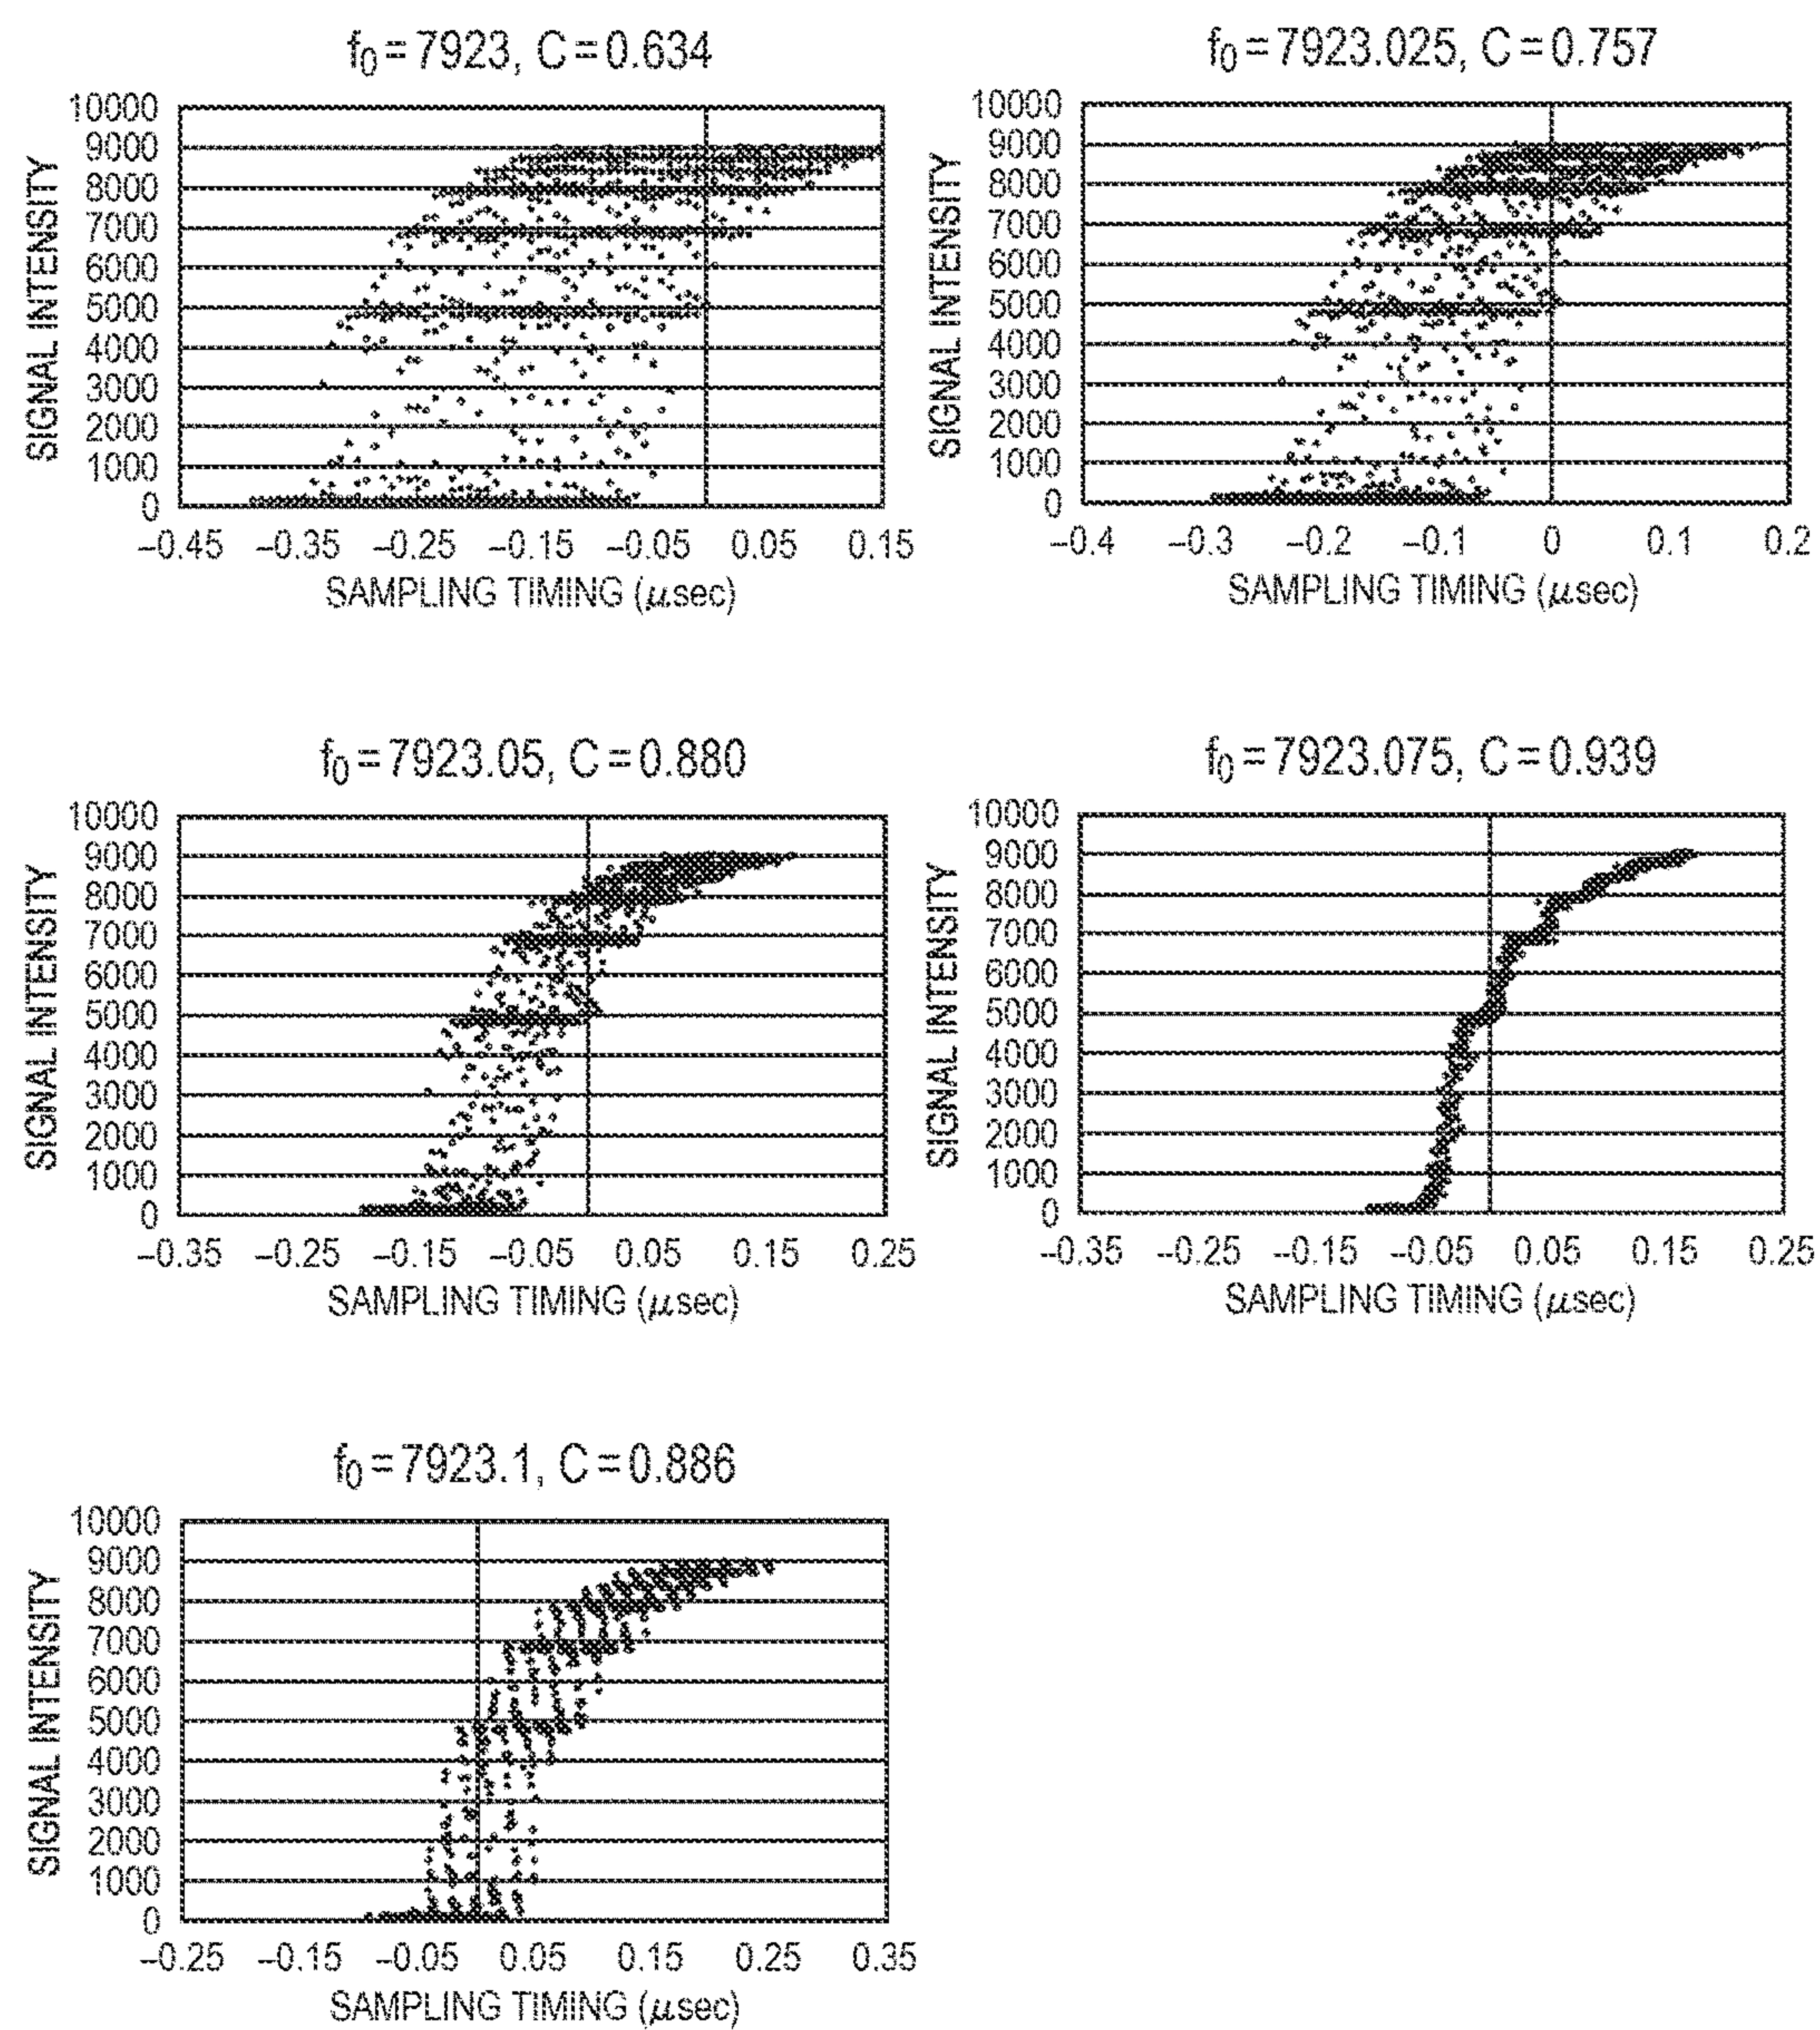 f₀ = 7923, C = 0.634
10000
9000
8000
7000
6000
5000
4000
3000
2000
1000
0
SIGNAL INTENSITY
–0.45 –0.35 –0.25 –0.15 –0.05 0.05 0.15
SAMPLING TIMING (μsec)
f₀ = 7923.025, C = 0.757
10000
9000
8000
7000
6000
5000
4000
3000
2000
1000
0
SIGNAL INTENSITY
–0.4 –0.3 –0.2 –0.1 0 0.1 0.2
SAMPLING TIMING (μsec)
f₀ = 7923.05, C = 0.880
10000
9000
8000
7000
6000
5000
4000
3000
2000
1000
0
SIGNAL INTENSITY
–0.35 –0.25 –0.15 –0.05 0.05 0.15 0.25
SAMPLING TIMING (μsec)
f₀ = 7923.075, C = 0.939
10000
9000
8000
7000
6000
5000
4000
3000
2000
1000
0
SIGNAL INTENSITY
–0.35 –0.25 –0.15 –0.05 0.05 0.15 0.25
SAMPLING TIMING (μsec)
f₀ = 7923.1, C = 0.886
10000
9000
8000
7000
6000
5000
4000
3000
2000
1000
0
SIGNAL INTENSITY
–0.25 –0.15 –0.05 0.05 0.15 0.25 0.35
SAMPLING TIMING (μsec)